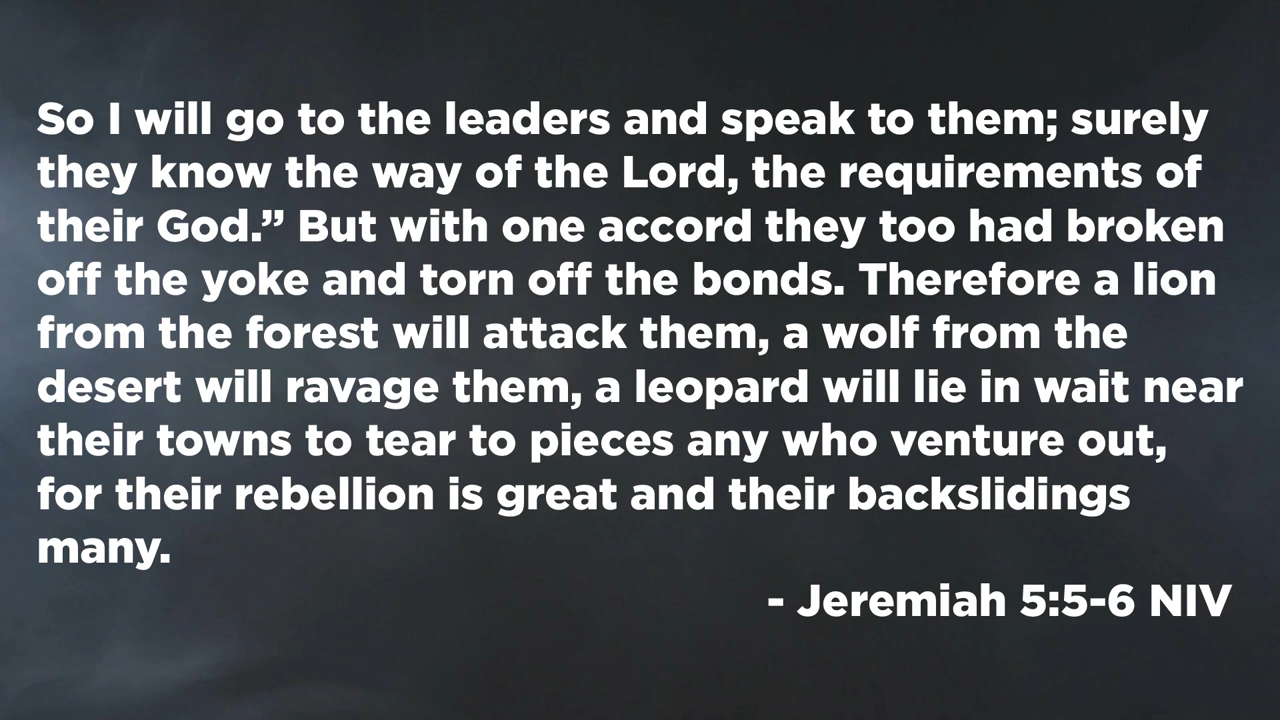 So I will go to the leaders and speak to them; surely
they know the way of the Lord, the requirements of
their God.” But with one accord they too had broken
off the yoke and torn off the bonds. Therefore a lion
from the forest will attack them, a wolf from the
desert will ravage them, a leopard will lie in wait near
their towns to tear to pieces any who venture out,
for their rebellion is great and their backslidings
many.
- Jeremiah 5:5-6 NIV